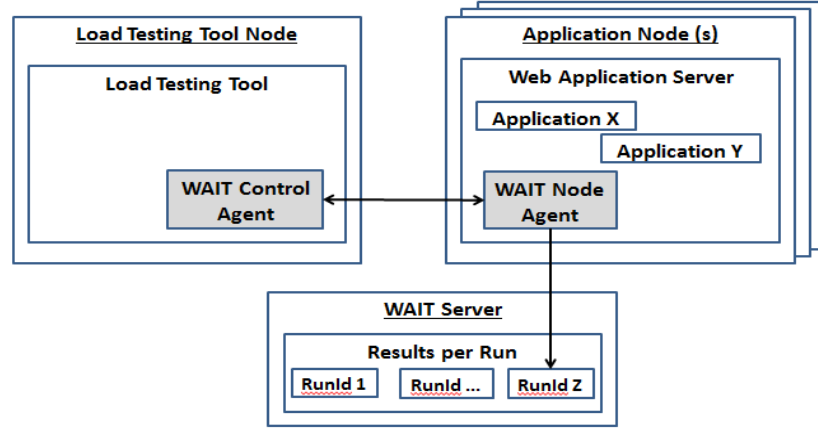 Load Testing Tool Node
Load Testing Tool
WAIT Control
Agent
Application Node (s)
Web Application Server
Application X
Application Y
WAIT Node
Agent
WAIT Server
Results per Run
RunId 1
RunId ...
RunId Z